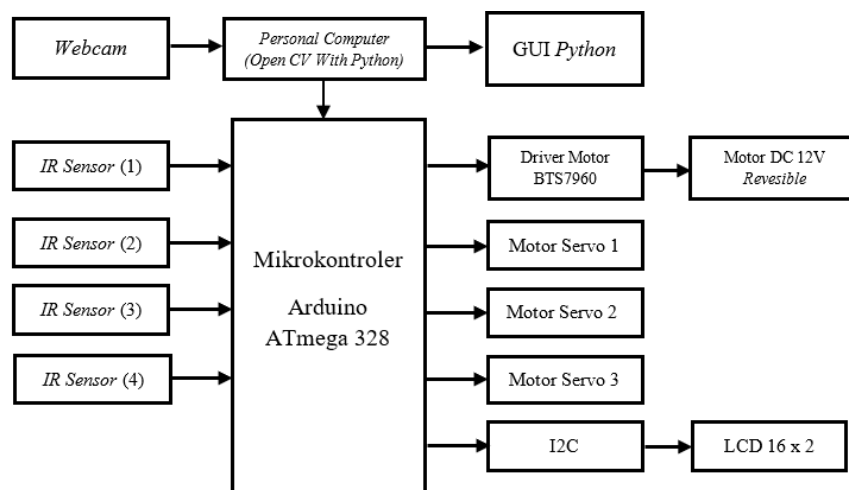 Webcam
Personal Computer
(Open CV With Python)
GUI Python
IR Sensor (1)
IR Sensor (2)
IR Sensor (3)
IR Sensor (4)
Mikrokontroler
Arduino
ATmega 328
Driver Motor
BTS7960
Motor DC 12V
Revesible
Motor Servo 1
Motor Servo 2
Motor Servo 3
I2C
LCD 16 x 2